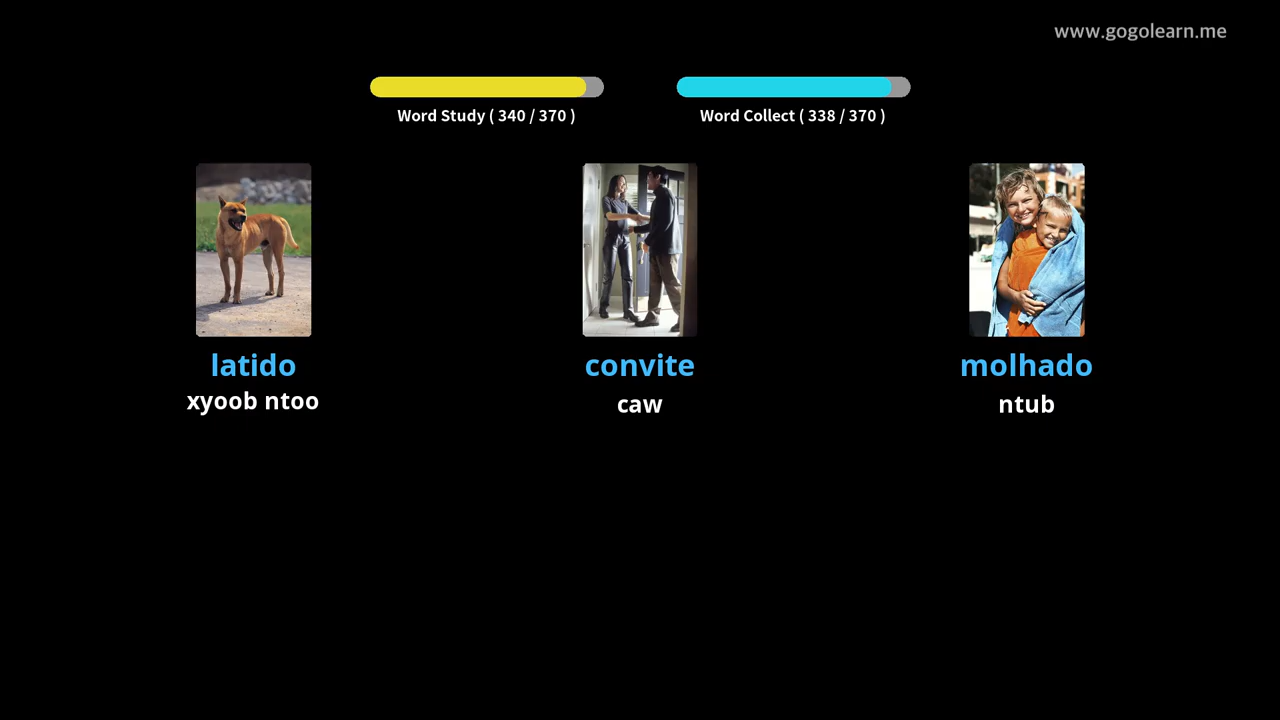 www.gogolearn.me
Word Study ( 340 / 370 )
Word Collect ( 338 / 370 )
latido
xyoob ntoo
convite
caw
molhado
ntub